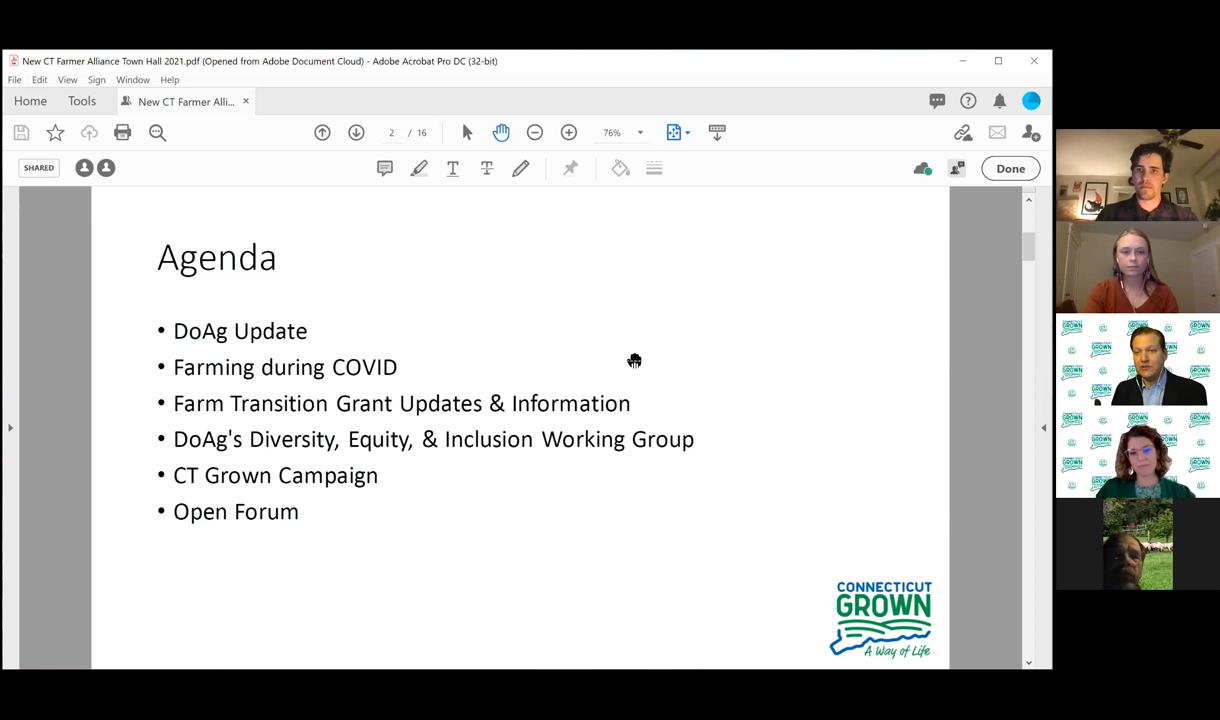 New CT Farmer Alliance Town Hall 2021.pdf (Opened from Adobe Document Cloud) - Adobe Acrobat Pro DC (32-bit)
File Edit View Sign Window Help
Home Tools New CT Farmer Alli... ×
2 / 16 76%
SHARED Done
Agenda
• DoAg Update
• Farming during COVID
• Farm Transition Grant Updates & Information
• DoAg's Diversity, Equity, & Inclusion Working Group
• CT Grown Campaign
• Open Forum
CONNECTICUT
GROWN
A Way of Life